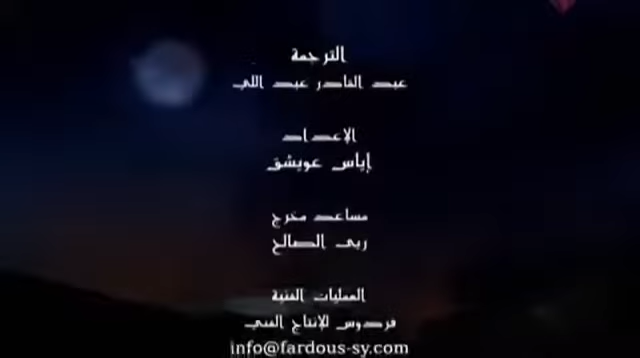 الترجمة
عبد القادر عبد اللي
الإعداد
إياس عويشق
مساعد مخرج
ربى الصالح
العمليات الفنية
فردوس للإنتاج الفني
info@fardous-sy.com